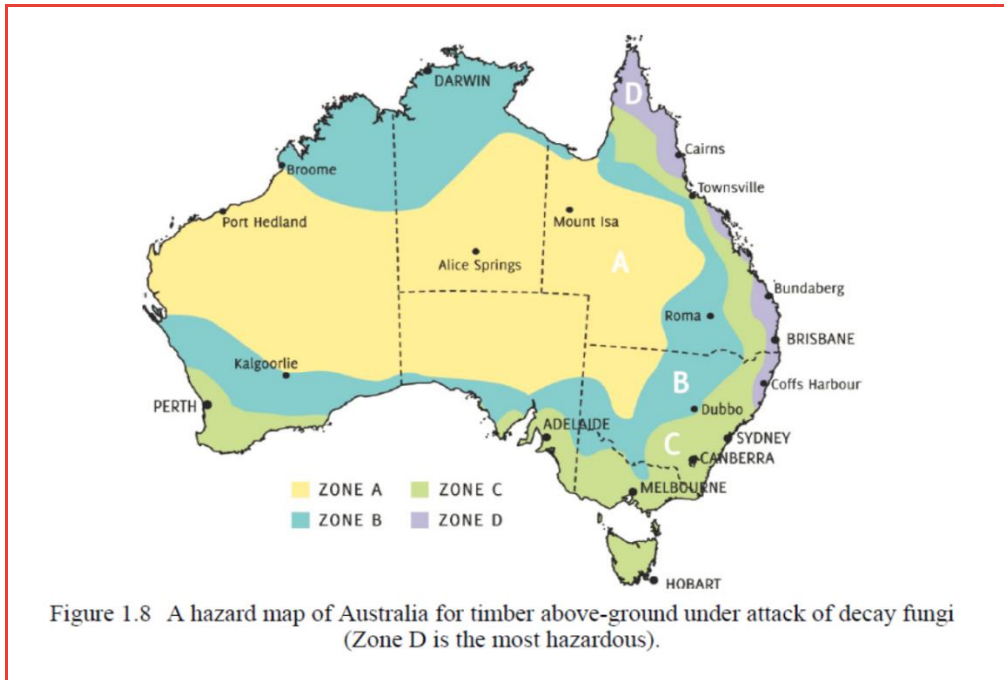 D
DARWIN
Cairns
Broome
Townsville
Port Hedland
Mount Isa
A
Alice Springs
Bundaberg
Roma
BRISBANE
Kalgoorlie
B
Coffs Harbour
PERTH
Dubbo
ADELAIDE
C
SYDNEY
CANBERRA
ZONE A
ZONE C
MELBOURNE
ZONE B
ZONE D
HOBART
Figure 1.8 A hazard map of Australia for timber above-ground under attack of decay fungi
(Zone D is the most hazardous).